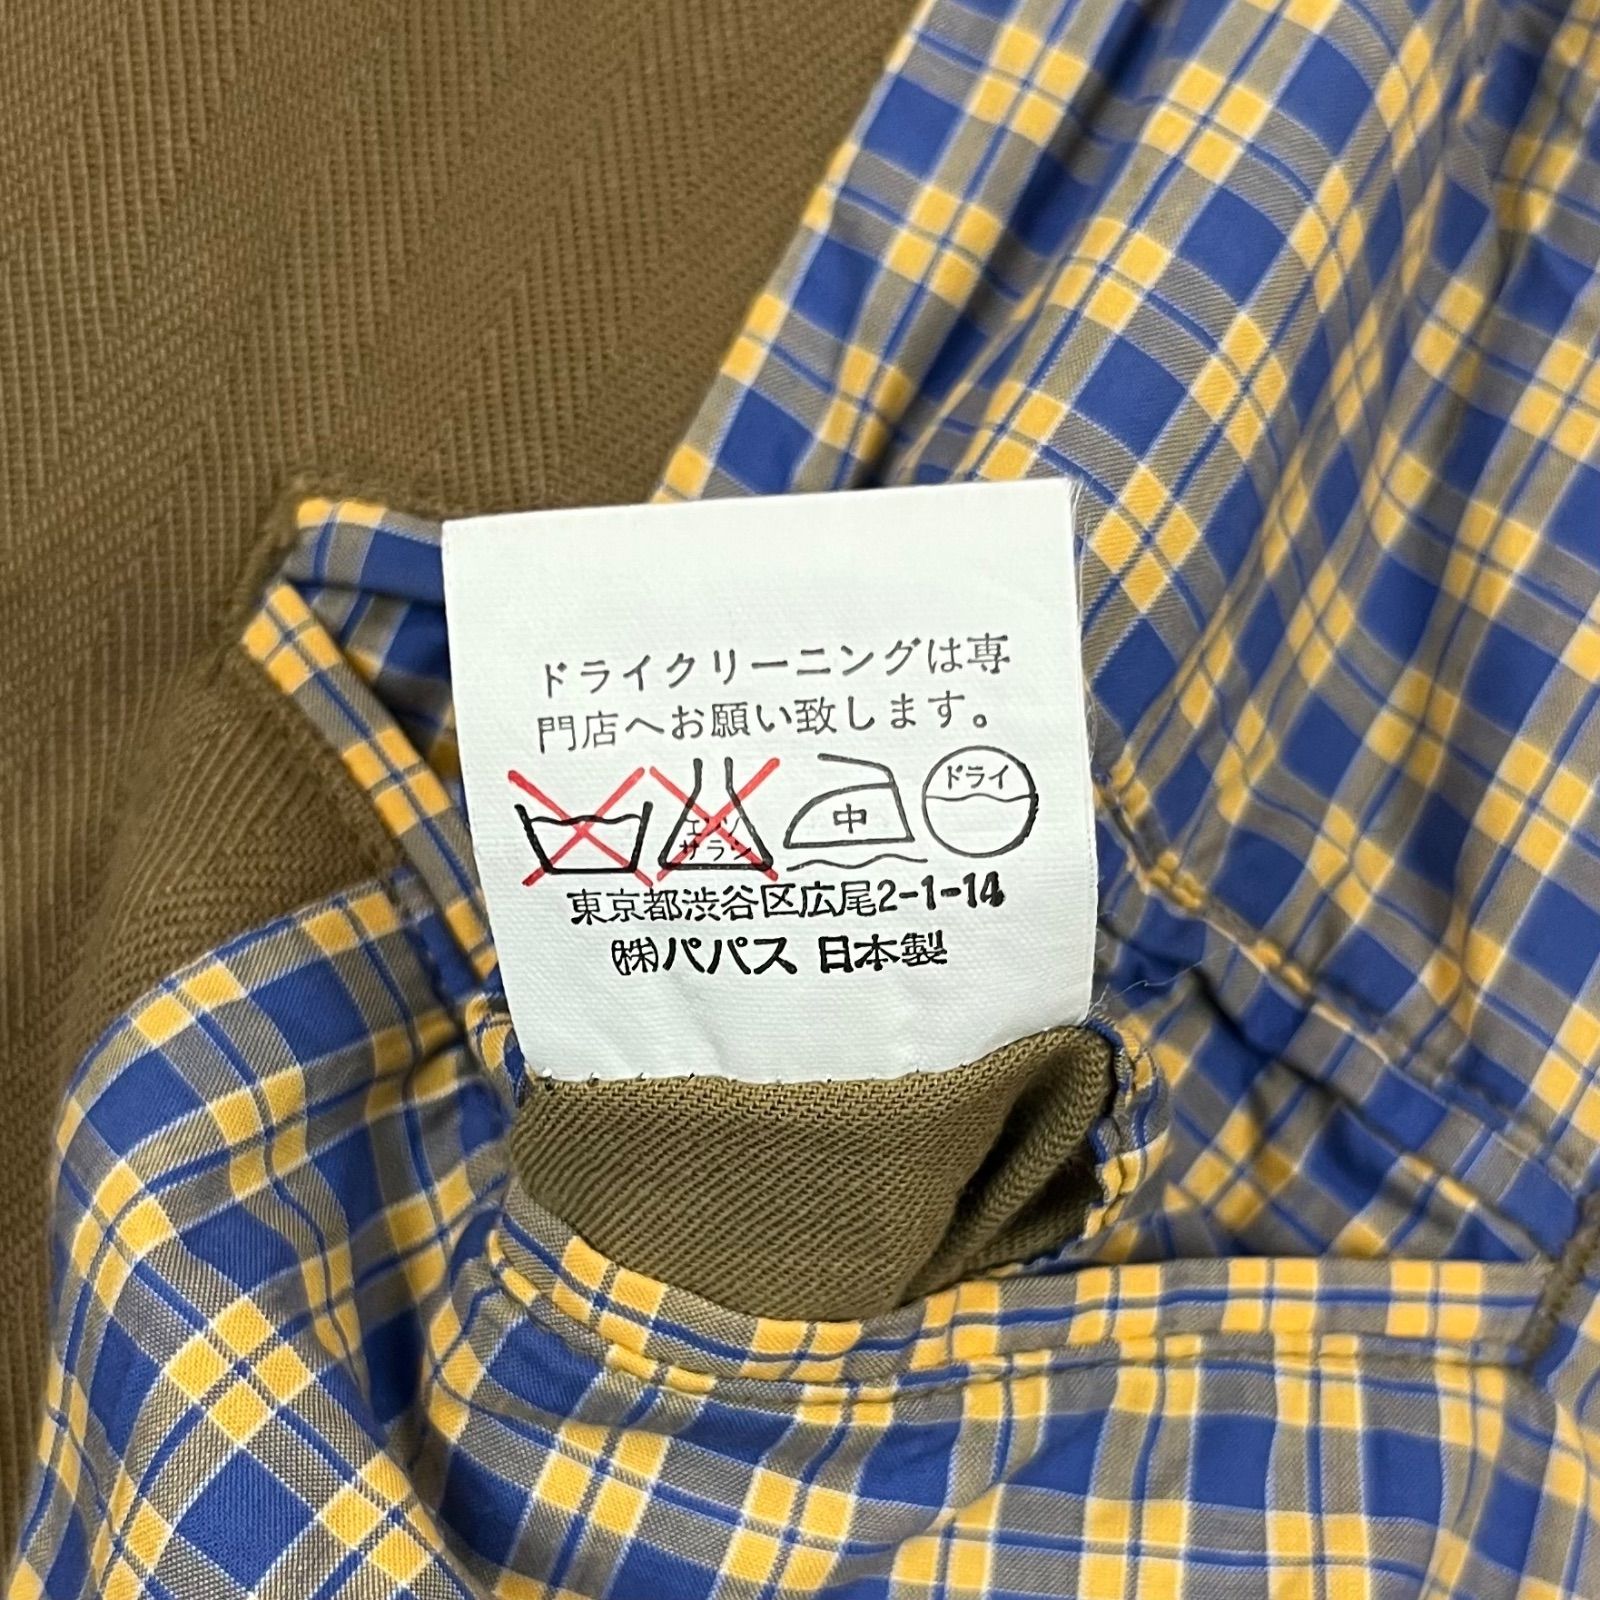 ドライクリーニングは専
門店へお願い致します。
エンソ
サラシ
中
ドライ
東京都渋谷区広尾2-1-14
㈱パパス 日本製